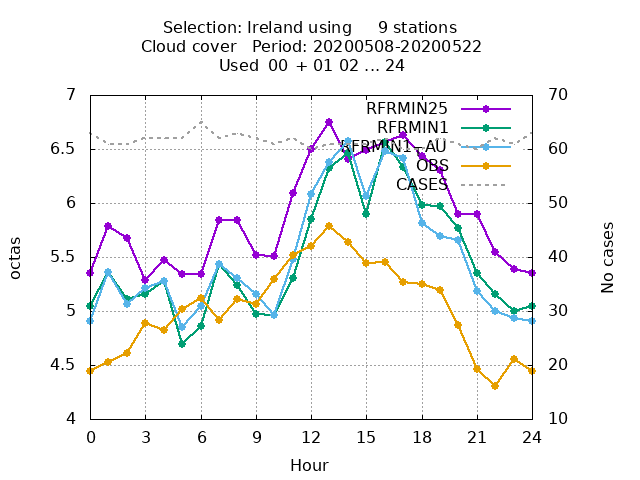 Selection: Ireland using 9 stations
Cloud cover Period: 20200508-20200522
Used 00 + 01 02 ... 24
7
70
RFRMIN25
RFRMIN1
6.5
60
RFRMIN1+AU
OBS
CASES
6
50
5.5
40
octas
No cases
5
30
4.5
20
4
10
0 3 6 9 12 15 18 21 24
Hour